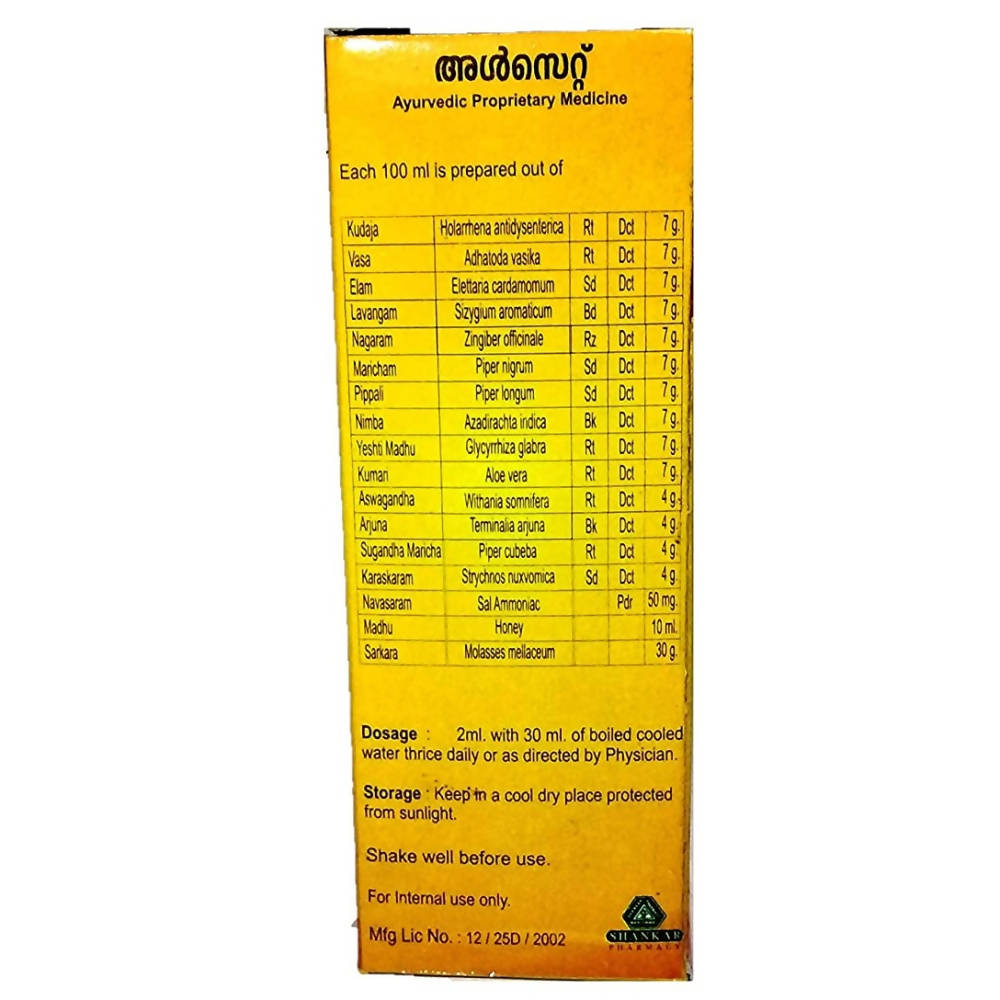 അൾസെറ്റ്
Ayurvedic Proprietary Medicine
Each 100 ml is prepared out of
Kudaja Holarrhena antidysenterica Rt Dct 7 g.
Vasa Adhatoda vasika Rt Dct 7 g.
Elam Elettaria cardamomum Sd Dct 7 g.
Lavangam Sizygium aromaticum Bd Dct 7 g.
Nagaram Zingiber officinale Rz Dct 7 g.
Maricham Piper nigrum Sd Dct 7 g.
Pippali Piper longum Sd Dct 7 g.
Nimba Azadirachta indica Bk Dct 7 g.
Yeshti Madhu Glycyrrhiza glabra Rt Dct 7 g.
Kumari Aloe vera Rt Dct 7 g.
Aswagandha Withania somnifera Rt Dct 4 g.
Arjuna Terminalia arjuna Bk Dct 4 g.
Sugandha Maricha Piper cubeba Rt Dct 4 g.
Karaskaram Strychnos nuxvomica Sd Dct 4 g.
Navasaram Sal Ammoniac Pdr 50 mg.
Madhu Honey 10 ml.
Sarkara Molasses mellaceum 30 g.
Dosage : 2ml. with 30 ml. of boiled cooled
water thrice daily or as directed by Physician.
Storage : Keep in a cool dry place protected
from sunlight.
Shake well before use.
For Internal use only.
Mfg Lic No. : 12 / 25D / 2002
SHANKAR
PHARMACY